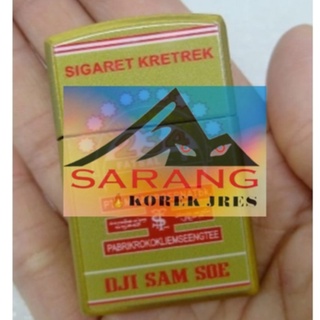 SIGARET KRETREK
SARANG
KOREK JRES
PABRIKROKOKLIEMSEENGTEE
DJI SAM SOE